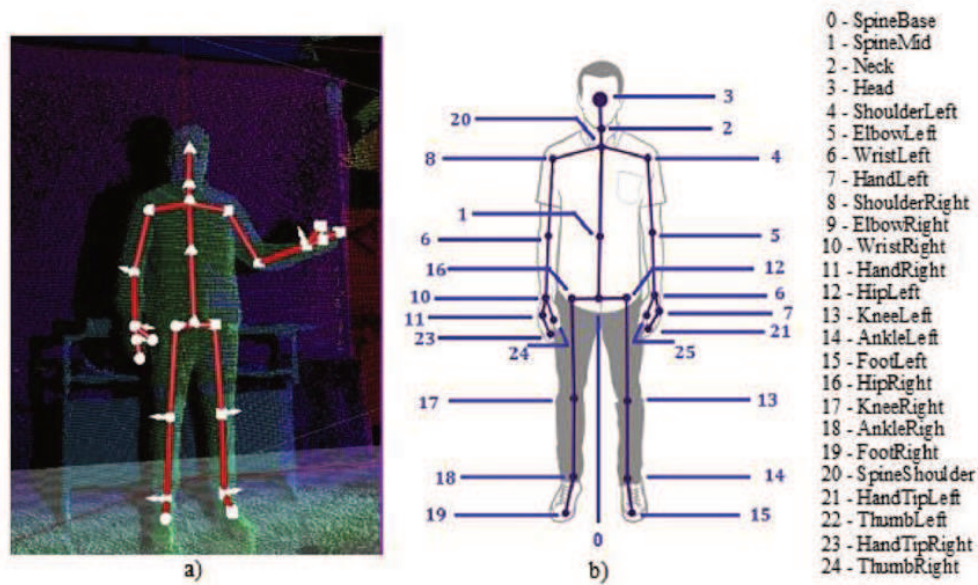 0 - SpineBase
1 - SpineMid
2 - Neck
3 - Head
4 - ShoulderLeft
5 - ElbowLeft
6 - WristLeft
7 - HandLeft
8 - ShoulderRight
9 - ElbowRight
10 - WristRight
11 - HandRight
12 - HipLeft
13 - KneeLeft
14 - AnkleLeft
15 - FootLeft
16 - HipRight
17 - KneeRight
18 - AnkleRigh
19 - FootRight
20 - SpineShoulder
21 - HandTipLeft
22 - ThumbLeft
23 - HandTipRight
24 - ThumbRight
3
20
2
8
4
1
6
5
16
12
10
6
11
7
23
21
24
25
17
13
18
14
19
15
0
a)
b)